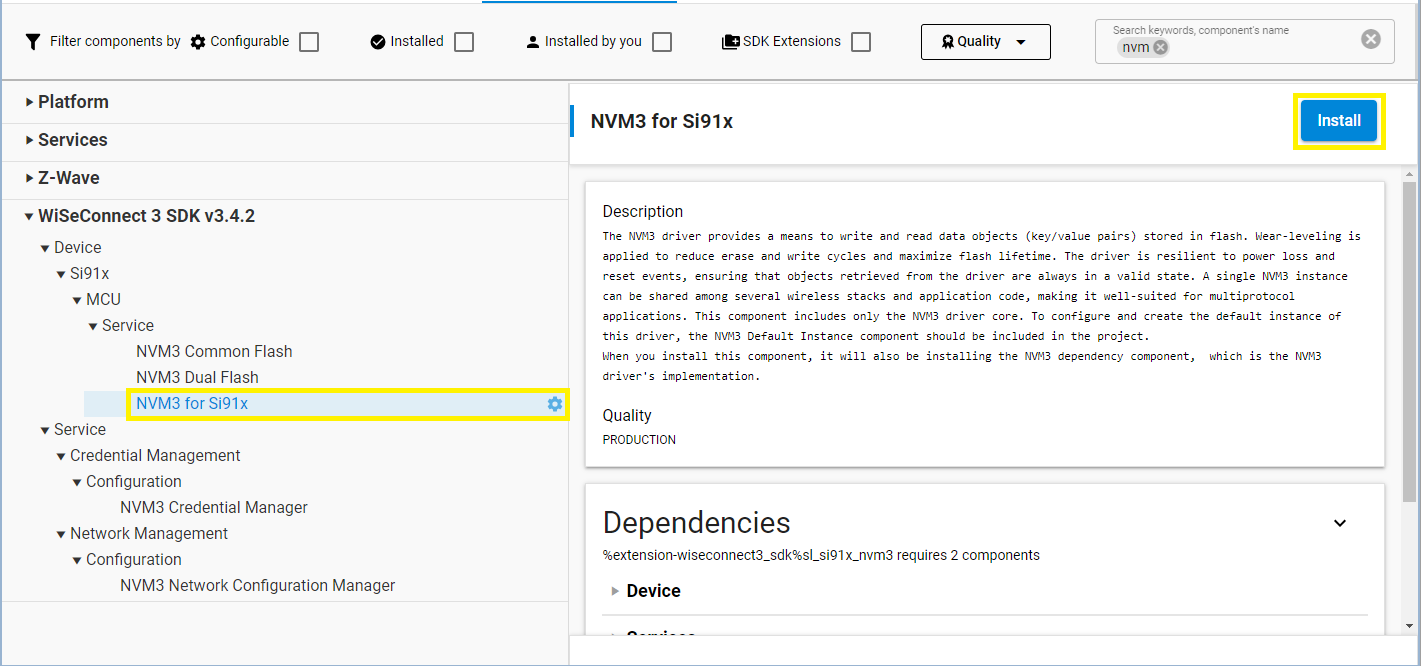 Filter components by Configurable Installed Installed by you SDK Extensions Quality Search keywords, component's name
nvm
Platform
Services
Z-Wave
WiSeConnect 3 SDK v3.4.2
Device
Si91x
MCU
Service
NVM3 Common Flash
NVM3 Dual Flash
NVM3 for Si91x
Service
Credential Management
Configuration
NVM3 Credential Manager
Network Management
Configuration
NVM3 Network Configuration Manager
NVM3 for Si91x
Install
Description
The NVM3 driver provides a means to write and read data objects (key/value pairs) stored in flash. Wear-leveling is
applied to reduce erase and write cycles and maximize flash lifetime. The driver is resilient to power loss and
reset events, ensuring that objects retrieved from the driver are always in a valid state. A single NVM3 instance
can be shared among several wireless stacks and application code, making it well-suited for multiprotocol
applications. This component includes only the NVM3 driver core. To configure and create the default instance of
this driver, the NVM3 Default Instance component should be included in the project.
When you install this component, it will also be installing the NVM3 dependency component,  which is the NVM3
driver's implementation.
Quality
PRODUCTION
Dependencies
%extension-wiseconnect3_sdk%sl_si91x_nvm3 requires 2 components
Device
Services